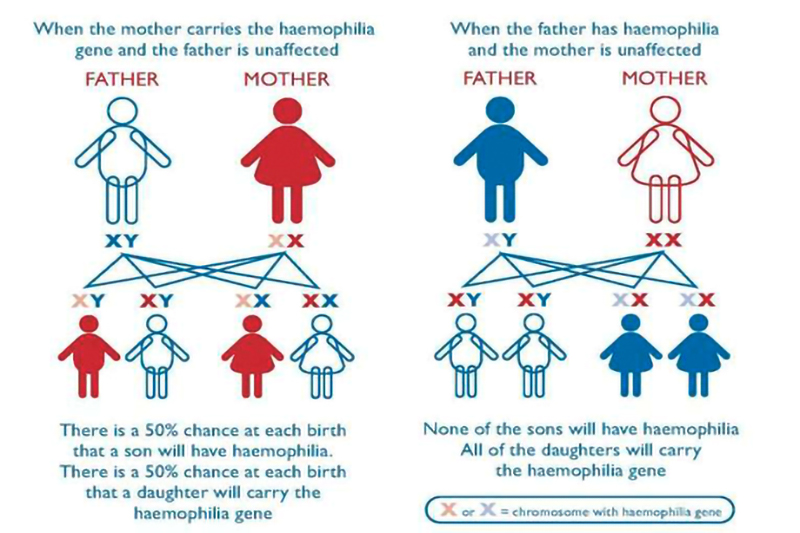 When the mother carries the haemophilia
gene and the father is unaffected
FATHER MOTHER
XY XX
XY XY XX XX
There is a 50% chance at each birth
that a son will have haemophilia.
There is a 50% chance at each birth
that a daughter will carry the
haemophilia gene
When the father has haemophilia
and the mother is unaffected
FATHER MOTHER
XY XX
XY XY XX XX
None of the sons will have haemophilia
All of the daughters will carry
the haemophilia gene
X or X = chromosome with haemophilia gene